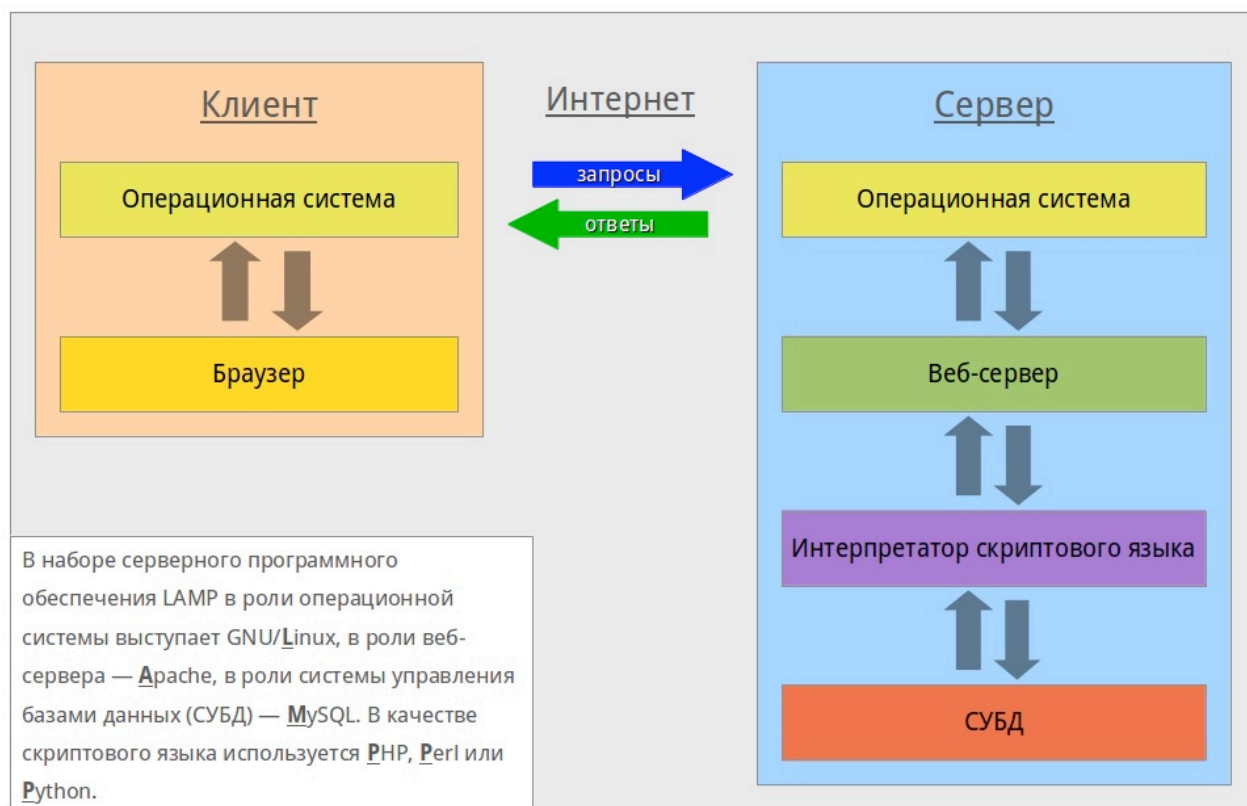 Клиент
Операционная система
Браузер
Интернет
запросы
ответы
Сервер
Операционная система
Веб-сервер
Интерпретатор скриптового языка
СУБД
В наборе серверного программного
обеспечения LAMP в роли операционной
системы выступает GNU/Linux, в роли веб-
сервера — Apache, в роли системы управления
базами данных (СУБД) — MySQL. В качестве
скриптового языка используется PHP, Perl или
Python.